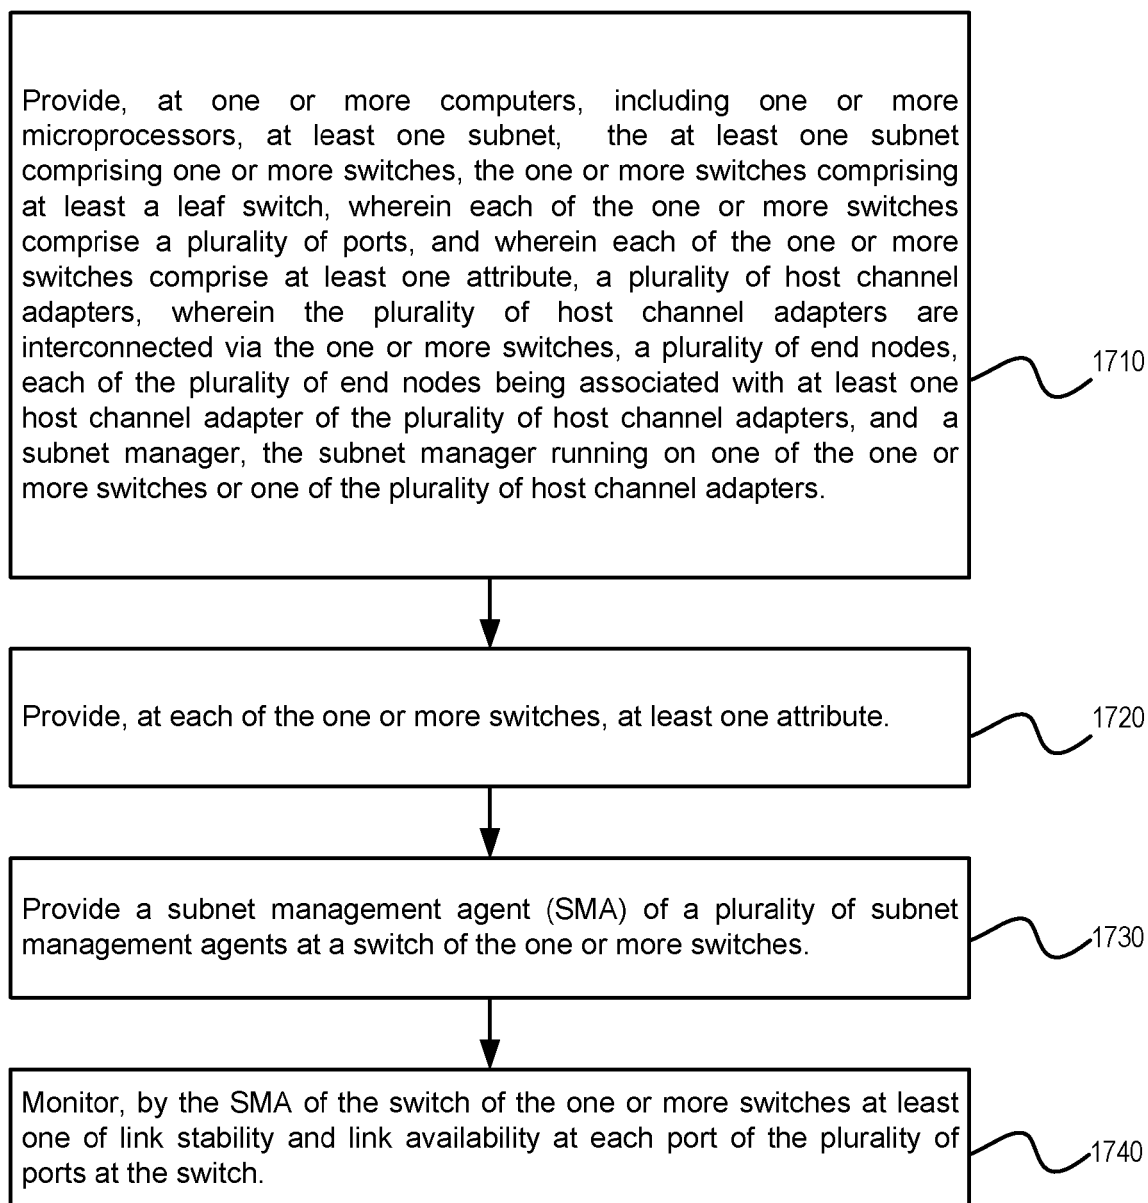 Provide, at one or more computers, including one or more
microprocessors, at least one subnet, the at least one subnet
comprising one or more switches, the one or more switches comprising
at least a leaf switch, wherein each of the one or more switches
comprise a plurality of ports, and wherein each of the one or more
switches comprise at least one attribute, a plurality of host channel
adapters, wherein the plurality of host channel adapters are
interconnected via the one or more switches, a plurality of end nodes,
each of the plurality of end nodes being associated with at least one
host channel adapter of the plurality of host channel adapters, and a
subnet manager, the subnet manager running on one of the one or
more switches or one of the plurality of host channel adapters.
1710
Provide, at each of the one or more switches, at least one attribute.
1720
Provide a subnet management agent (SMA) of a plurality of subnet
management agents at a switch of the one or more switches.
1730
Monitor, by the SMA of the switch of the one or more switches at least
one of link stability and link availability at each port of the plurality of
ports at the switch.
1740